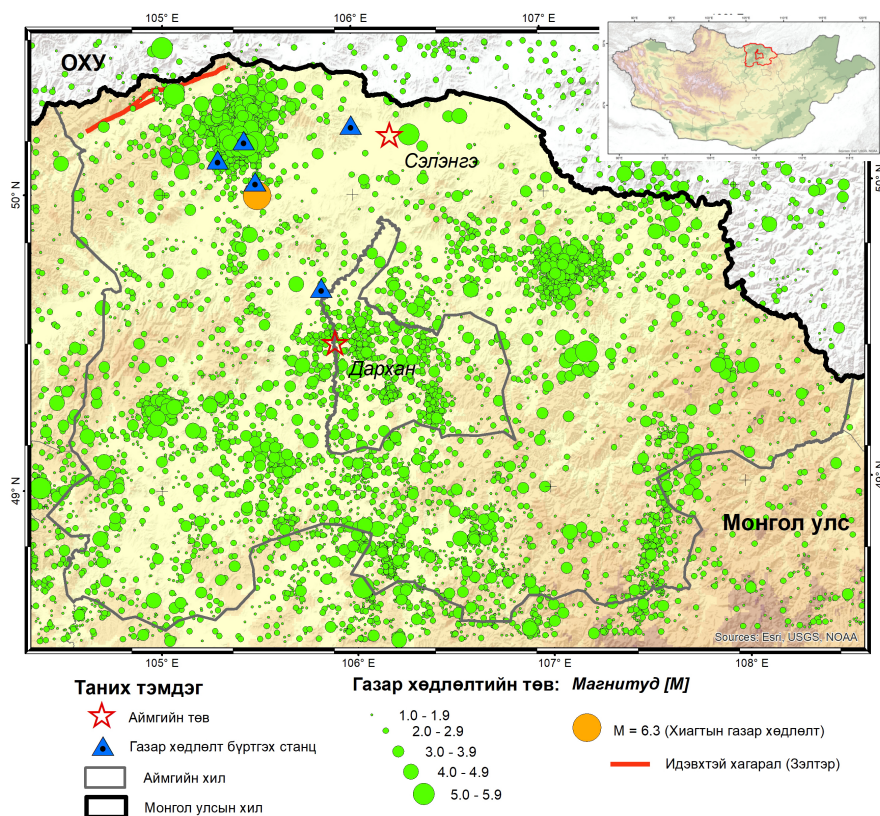 105° E
106° E
107° E
ОХУ
Сэлэнгэ
50° N
50° N
Дархан
49° N
49° N
Монгол улс
Sources: Esri, USGS, NOAA
105° E
106° E
107° E
108° E
Таних тэмдэг
Аймгийн төв
Газар хөдлөлт бүртгэх станц
Аймгийн хил
Монгол улсын хил
Газар хөдлөлтийн төв: Магнитуд [M]
1.0 - 1.9
2.0 - 2.9
3.0 - 3.9
4.0 - 4.9
5.0 - 5.9
M = 6.3 (Хиагтын газар хөдлөлт)
Идэвхтэй хагарал (Зэлтэр)